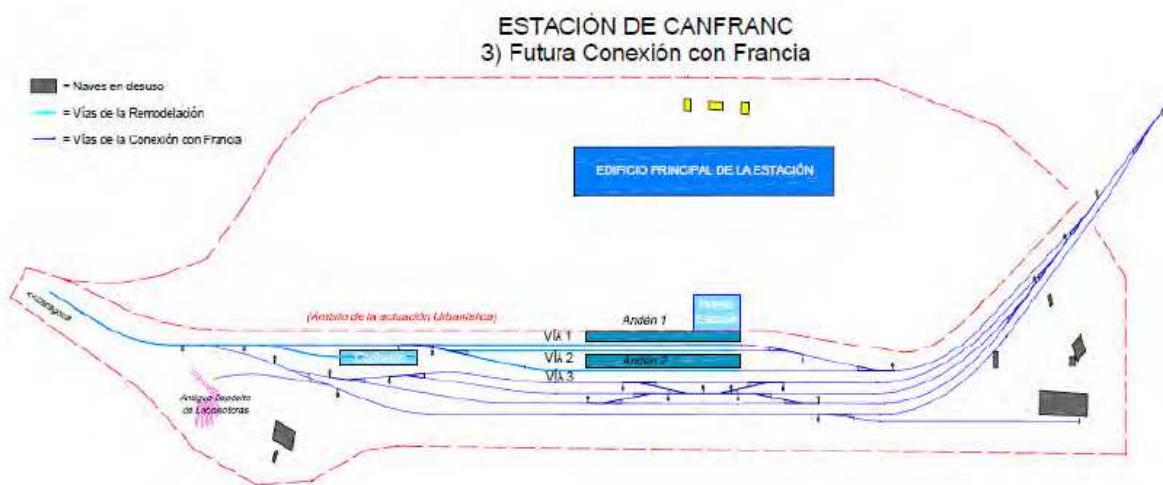 ESTACIÓN DE CANFRANC
3) Futura Conexión con Francia
= Naves en desuso
= Vías de la Remodelación
= Vías de la Conexión con Francia
EDIFICIO PRINCIPAL DE LA ESTACIÓN
<<Zaragoza
(Ámbito de la actuación Urbanística)
Andén 1
VÍA 1
VÍA 2
Andén 2
VÍA 3
Antiguo Depósito
de Locomotoras